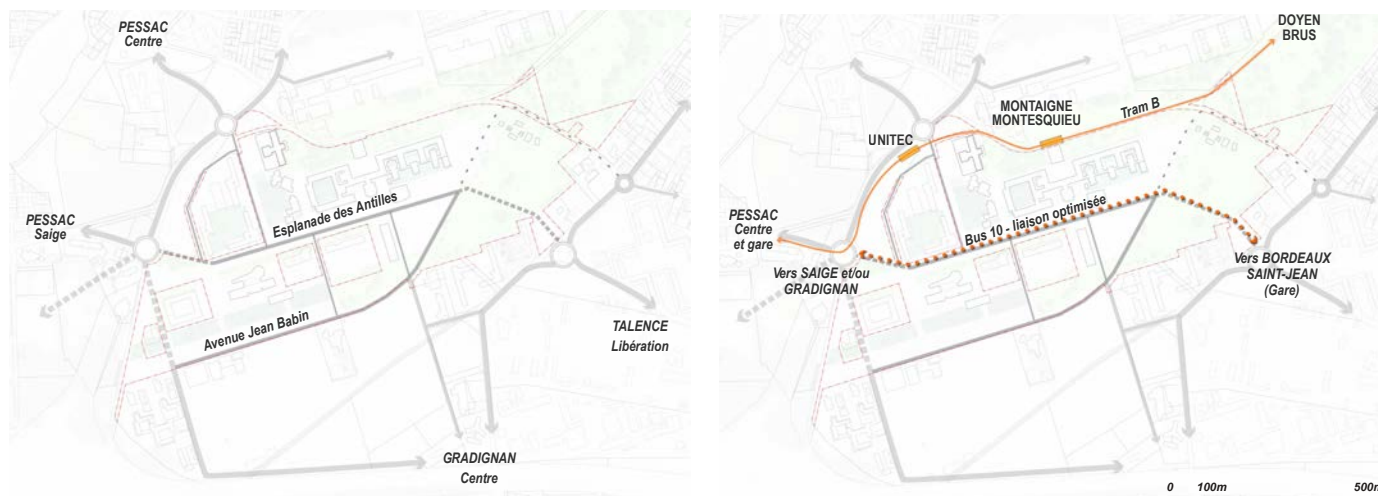 PESSAC
Centre
PESSAC
Saige
Esplanade des Antilles
Avenue Jean Babin
TALENCE
Libération
GRADIGNAN
Centre
DOYEN
BRUS
MONTAIGNE
MONTESQUIEU
Tram B
UNITEC
PESSAC
Centre
et gare
Bus 10 - liaison optimisée
Vers SAIGE et/ou
GRADIGNAN
Vers BORDEAUX
SAINT-JEAN
(Gare)
0 100m 500m